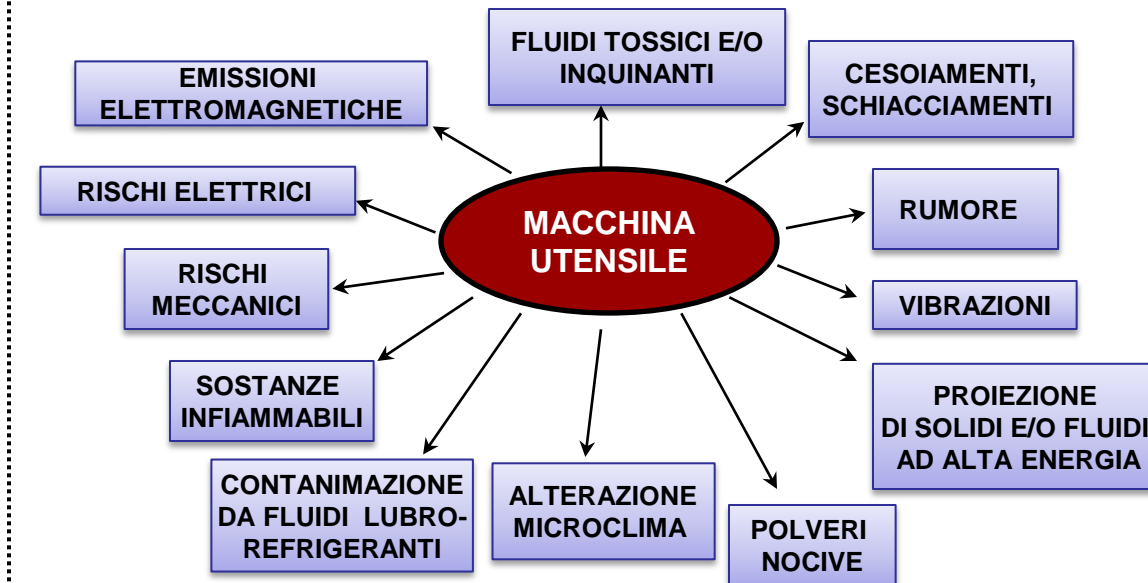 FLUIDI TOSSICI E/O
INQUINANTI
EMISSIONI
ELETTROMAGNETICHE
CESOIAMENTI,
SCHIACCIAMENTI
RISCHI ELETTRICI
MACCHINA
UTENSILE
RUMORE
RISCHI
MECCANICI
VIBRAZIONI
SOSTANZE
INFIAMMABILI
PROIEZIONE
DI SOLIDI E/O FLUIDI
AD ALTA ENERGIA
CONTANIMAZIONE
DA FLUIDI LUBRO-
REFRIGERANTI
ALTERAZIONE
MICROCLIMA
POLVERI
NOCIVE